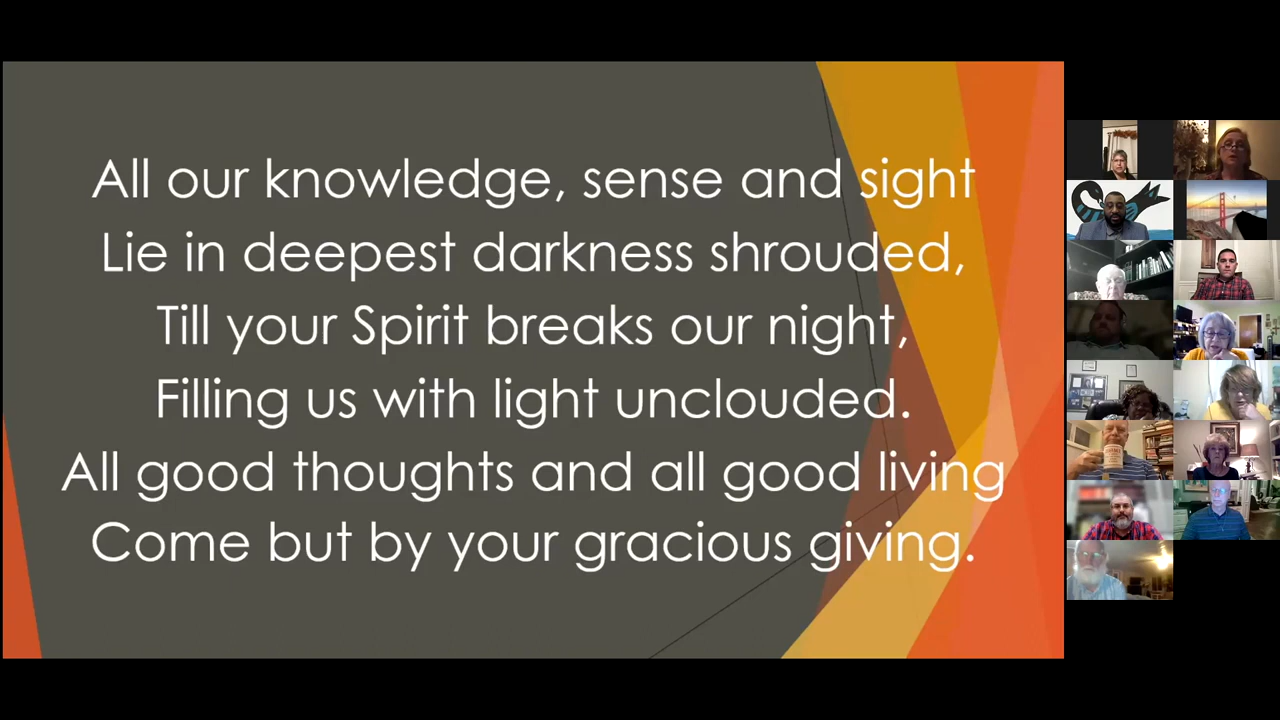 All our knowledge, sense and sight
Lie in deepest darkness shrouded,
Till your Spirit breaks our night,
Filling us with light unclouded.
All good thoughts and all good living
Come but by your gracious giving.